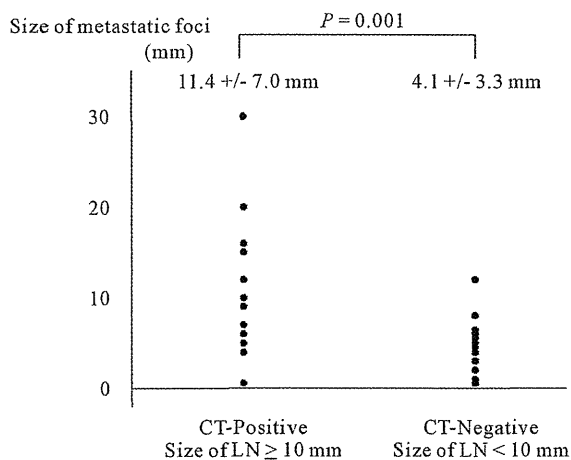 Size of metastatic foci
(mm)
P = 0.001
11.4 +/- 7.0 mm
4.1 +/- 3.3 mm
30
20
10
0
CT-Positive
Size of LN ≥ 10 mm
CT-Negative
Size of LN < 10 mm